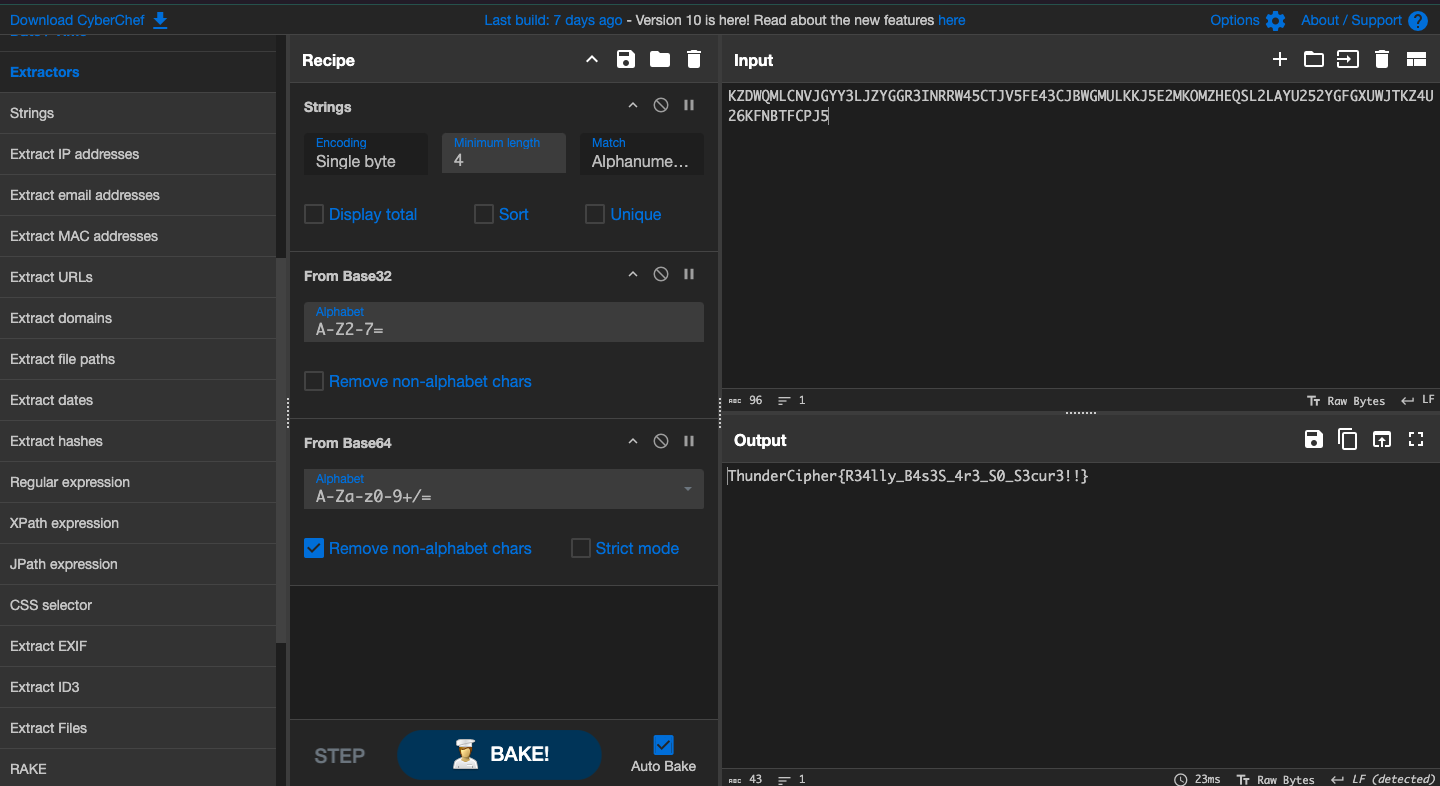 Download CyberChef
Last build: 7 days ago - Version 10 is here! Read about the new features here
Options
About / Support
Extractors
Strings
Extract IP addresses
Extract email addresses
Extract MAC addresses
Extract URLs
Extract domains
Extract file paths
Extract dates
Extract hashes
Regular expression
XPath expression
JPath expression
CSS selector
Extract EXIF
Extract ID3
Extract Files
RAKE
Recipe
Strings
Encoding
Single byte
Minimum length
4
Match
Alphanume...
Display total
Sort
Unique
From Base32
Alphabet
A-Z2-7=
Remove non-alphabet chars
From Base64
Alphabet
A-Za-z0-9+/=
Remove non-alphabet chars
Strict mode
STEP
BAKE!
Auto Bake
Input
KZDWQMLCNVJGYY3LJZYGGR3INRRW45CTJV5FE43CJBWGMULKKJ5E2MKOMZHEQSL2LAYU252YGFGXUWJTKZ4U
26KFNBTFCPJ5
ABC 96 1
Raw Bytes LF
Output
ThunderCipher{R34lly_B4s3S_4r3_S0_S3cur3!!}
ABC 43 1
23ms Raw Bytes LF (detected)